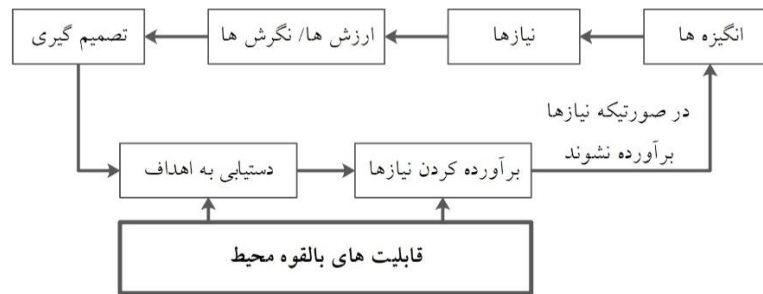 انگیزه ها
نیازها
ارزش ها/ نگرش ها
تصمیم گیری
در صورتیکه نیازها
برآورده نشوند
برآورده کردن نیازها
دستیابی به اهداف
قابلیت های بالقوه محیط